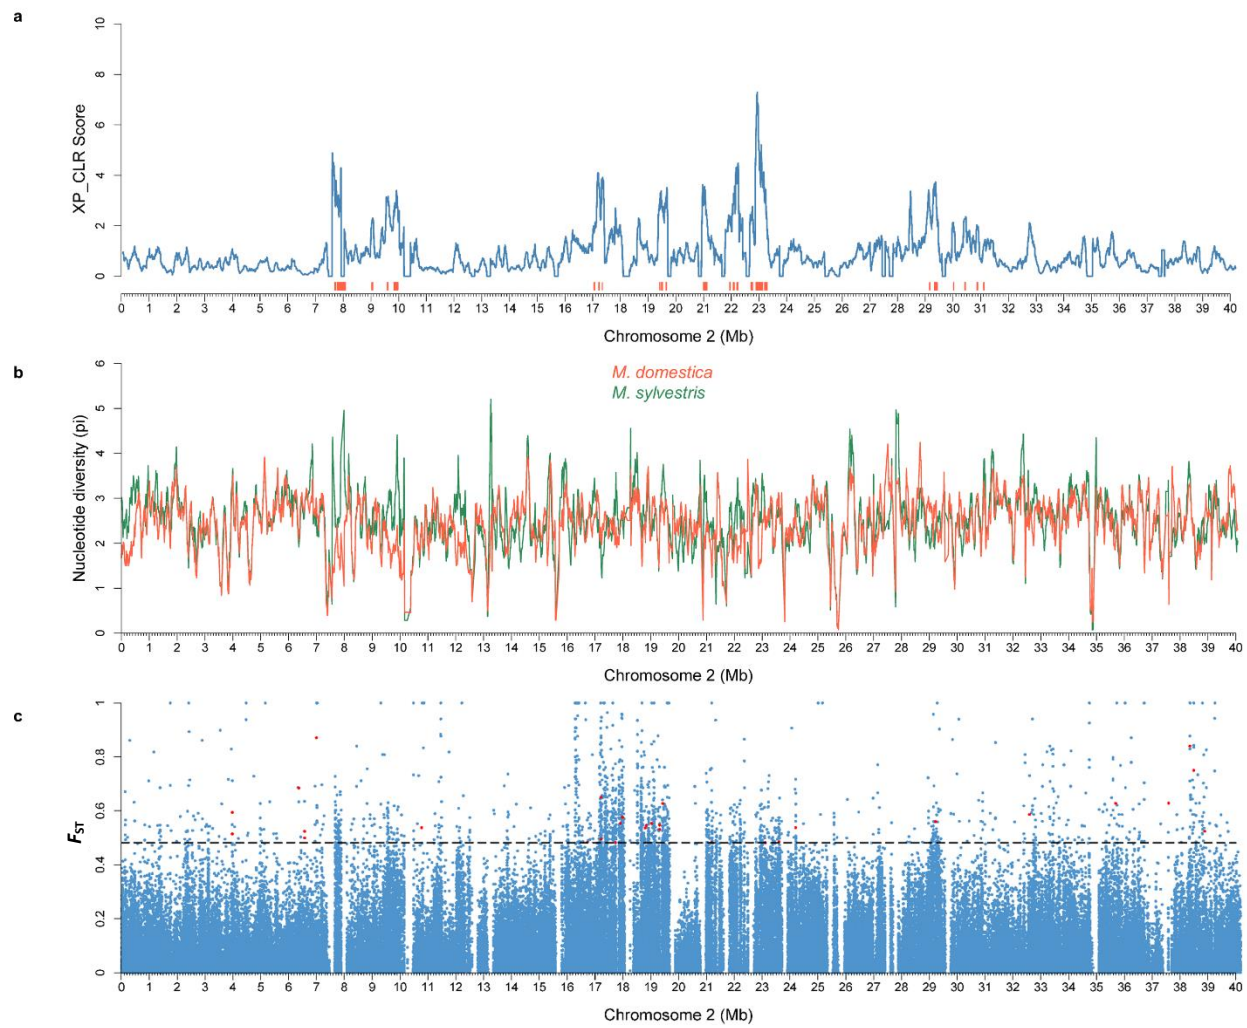 a
XP_CLR Score
10
8
6
4
2
0
0 1 2 3 4 5 6 7 8 9 10 11 12 13 14 15 16 17 18 19 20 21 22 23 24 25 26 27 28 29 30 31 32 33 34 35 36 37 38 39 40
Chromosome 2 (Mb)
b
Nucleotide diversity (pi)
6
5
4
3
2
1
0
M. domestica
M. sylvestris
0 1 2 3 4 5 6 7 8 9 10 11 12 13 14 15 16 17 18 19 20 21 22 23 24 25 26 27 28 29 30 31 32 33 34 35 36 37 38 39 40
Chromosome 2 (Mb)
c
FST
1
0.8
0.6
0.4
0.2
0
0 1 2 3 4 5 6 7 8 9 10 11 12 13 14 15 16 17 18 19 20 21 22 23 24 25 26 27 28 29 30 31 32 33 34 35 36 37 38 39 40
Chromosome 2 (Mb)